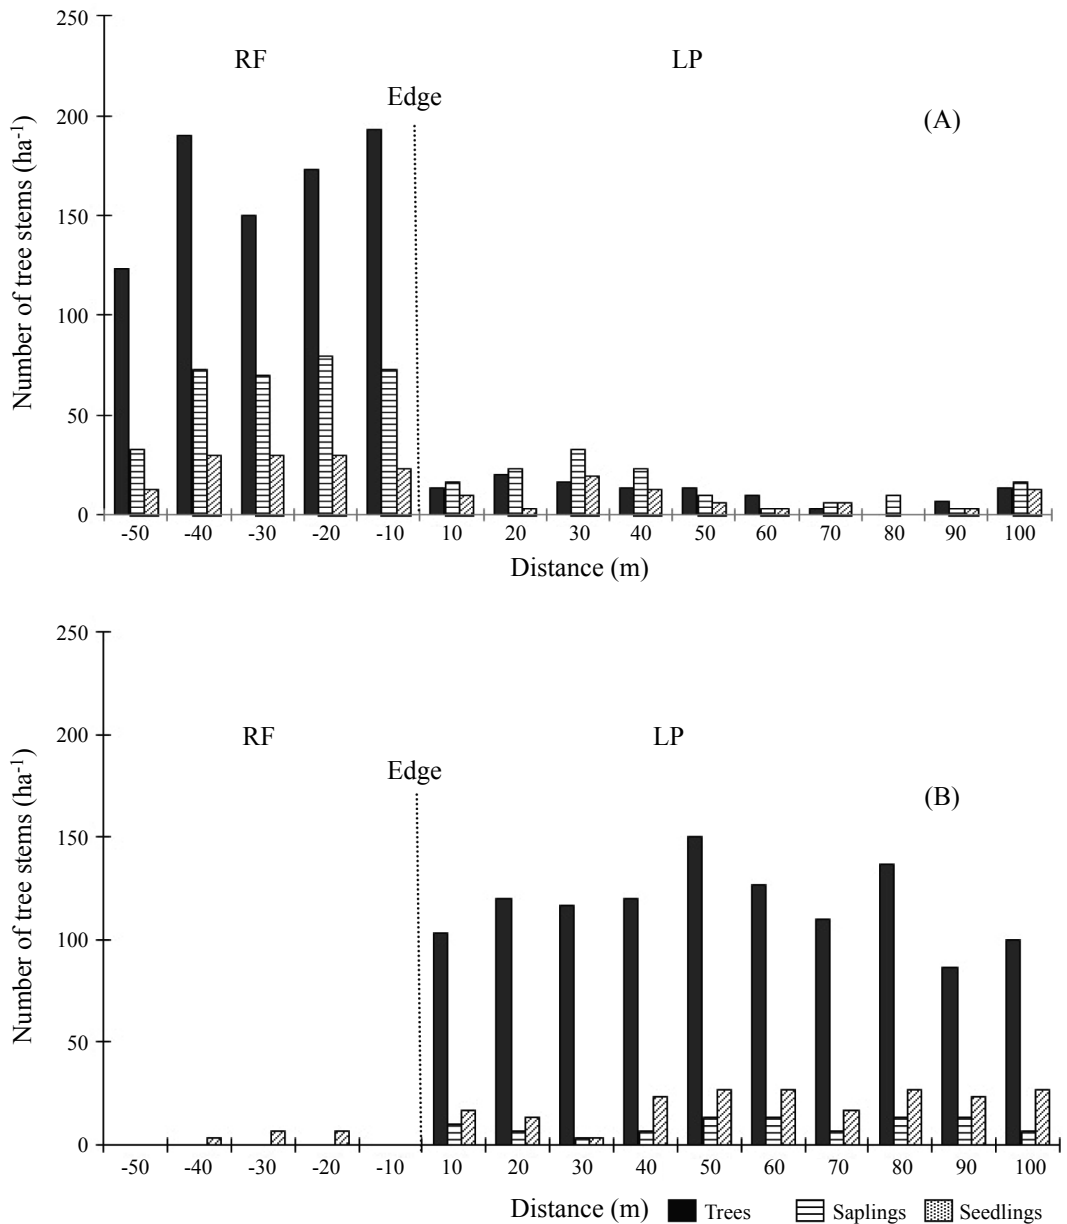 250
RF
LP
Edge
200
(A)
Number of tree stems (ha-1)
150
100
50
0
-50 -40 -30 -20 -10 10 20 30 40 50 60 70 80 90 100
Distance (m)
250
200
RF
LP
Edge
(B)
Number of tree stems (ha-1)
150
100
50
0
-50 -40 -30 -20 -10 10 20 30 40 50 60 70 80 90 100
Distance (m) Trees Saplings Seedlings